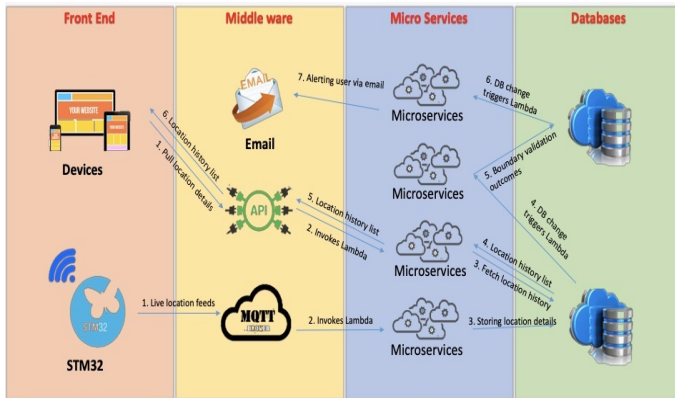 Front End
Middle ware
Micro Services
Databases
YOUR WEBSITE
Devices
EMAIL
Email
7. Alerting user via email
Microservices
6. DB change
triggers Lambda
6. Location history list
1. Pull location details
API
5. Location history list
2. Invokes Lambda
Microservices
5. Boundary validation
outcomes
4. DB change
triggers Lambda
Microservices
4. Location history list
3. Fetch location history
STM32
STM32
1. Live location feeds
MQTT
2. Invokes Lambda
Microservices
3. Storing location details